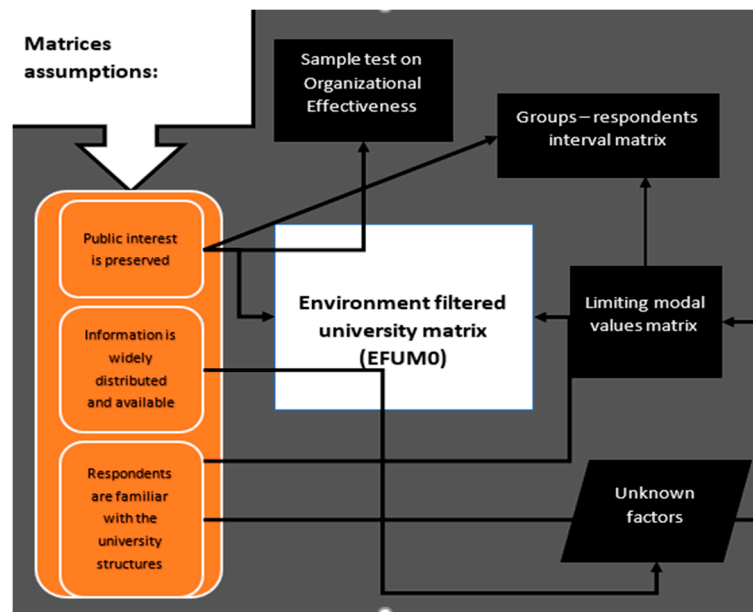 Matrices
assumptions:
Sample test on
Organizational
Effectiveness
Groups – respondents
interval matrix
Public interest
is preserved
Environment filtered
university matrix
(EFUM0)
Limiting modal
values matrix
Information is
widely
distributed
and available
Respondents
are familiar
with the
university
structures
Unknown
factors